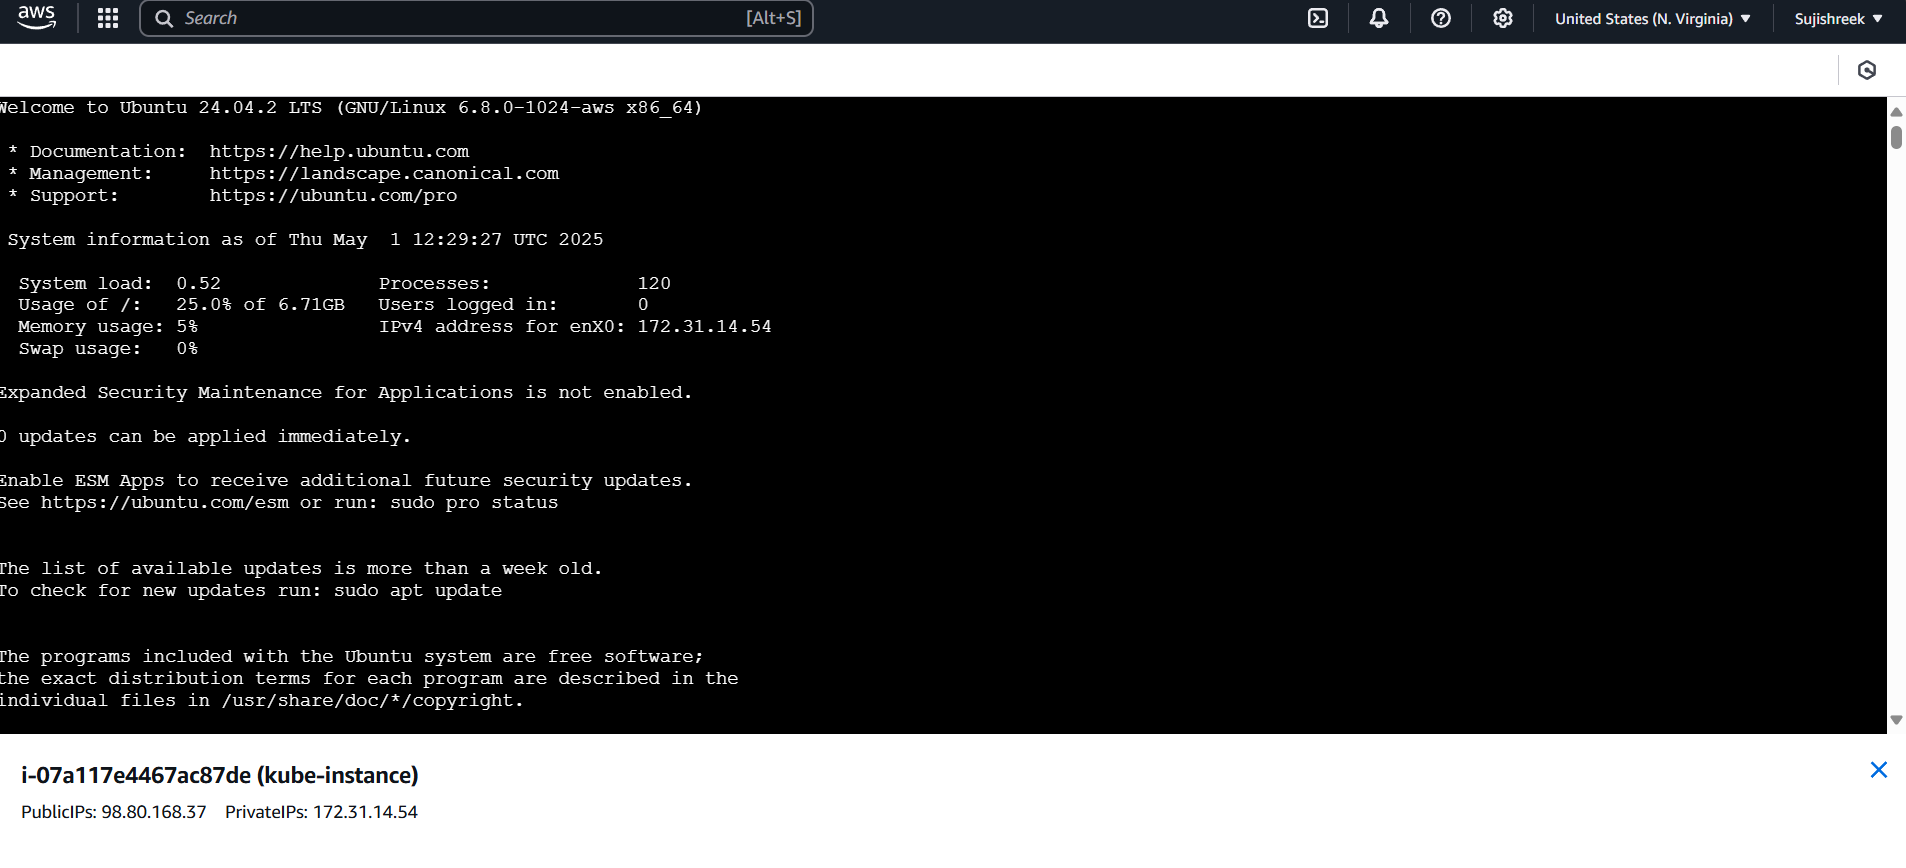 aws Search [Alt+S] United States (N. Virginia) Sujishreek
Welcome to Ubuntu 24.04.2 LTS (GNU/Linux 6.8.0-1024-aws x86_64)
* Documentation: https://help.ubuntu.com
* Management: https://landscape.canonical.com
* Support: https://ubuntu.com/pro
System information as of Thu May 1 12:29:27 UTC 2025
System load: 0.52 Processes: 120
Usage of /: 25.0% of 6.71GB Users logged in: 0
Memory usage: 5% IPv4 address for enX0: 172.31.14.54
Swap usage: 0%
Expanded Security Maintenance for Applications is not enabled.
0 updates can be applied immediately.
Enable ESM Apps to receive additional future security updates.
See https://ubuntu.com/esm or run: sudo pro status
The list of available updates is more than a week old.
To check for new updates run: sudo apt update
The programs included with the Ubuntu system are free software;
the exact distribution terms for each program are described in the
individual files in /usr/share/doc/*/copyright.
i-07a117e4467ac87de (kube-instance)
PublicIPs: 98.80.168.37 PrivateIPs: 172.31.14.54